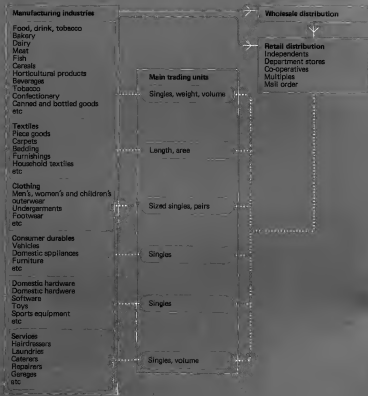 Manufacturing industries
Food, drink, tobacco
Bakery
Dairy
Meat
Fish
Cereals
Horticultural products
Beverages
Tobacco
Confectionery
Canned and bottled goods
etc
Textiles
Piece goods
Carpets
Bedding
Furnishings
Household textiles
etc
Clothing
Men's, women's and children's
outerwear
Undergarments
Footwear
etc
Consumer durables
Vehicles
Domestic appliances
Furniture
etc
Domestic hardware
Domestic hardware
Software
Toys
Sports equipment
etc
Services
Hairdressers
Laundries
Caterers
Repairers
Garages
etc
Main trading units
Singles, weight, volume
Length, area
Sized singles, pairs
Singles
Singles
Singles, volume
Wholesale distribution
Retail distribution
Independents
Department stores
Co-operatives
Multiples
Mail order